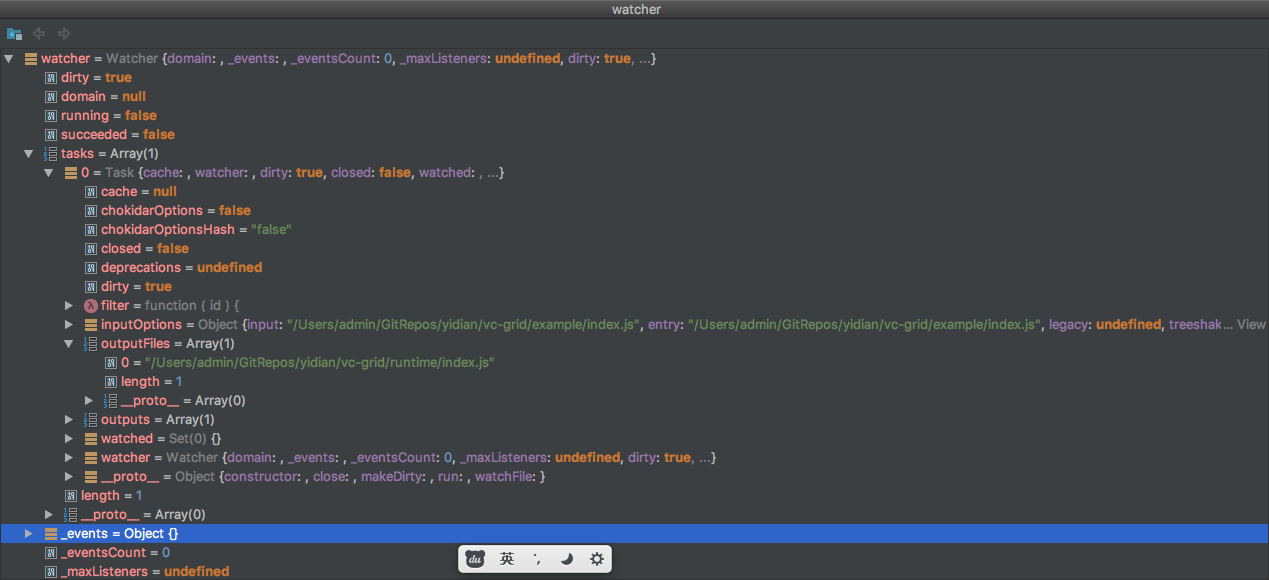 watcher
watcher = Watcher {domain: , _events: , _eventsCount: 0, _maxListeners: undefined, dirty: true, ...}
dirty = true
domain = null
running = false
succeeded = false
tasks = Array(1)
0 = Task {cache: , watcher: , dirty: true, closed: false, watched: , ...}
cache = null
chokidarOptions = false
chokidarOptionsHash = "false"
closed = false
deprecations = undefined
dirty = true
filter = function ( id ) {
inputOptions = Object {input: "/Users/admin/GitRepos/yidian/vc-grid/example/index.js", entry: "/Users/admin/GitRepos/yidian/vc-grid/example/index.js", legacy: undefined, treeshak... View
outputFiles = Array(1)
0 = "/Users/admin/GitRepos/yidian/vc-grid/runtime/index.js"
length = 1
__proto__ = Array(0)
outputs = Array(1)
watched = Set(0) {}
watcher = Watcher {domain: , _events: , _eventsCount: 0, _maxListeners: undefined, dirty: true, ...}
__proto__ = Object {constructor: , close: , makeDirty: , run: , watchFile: }
length = 1
__proto__ = Array(0)
_events = Object {}
_eventsCount = 0
du 英 ·,
_maxListeners = undefined